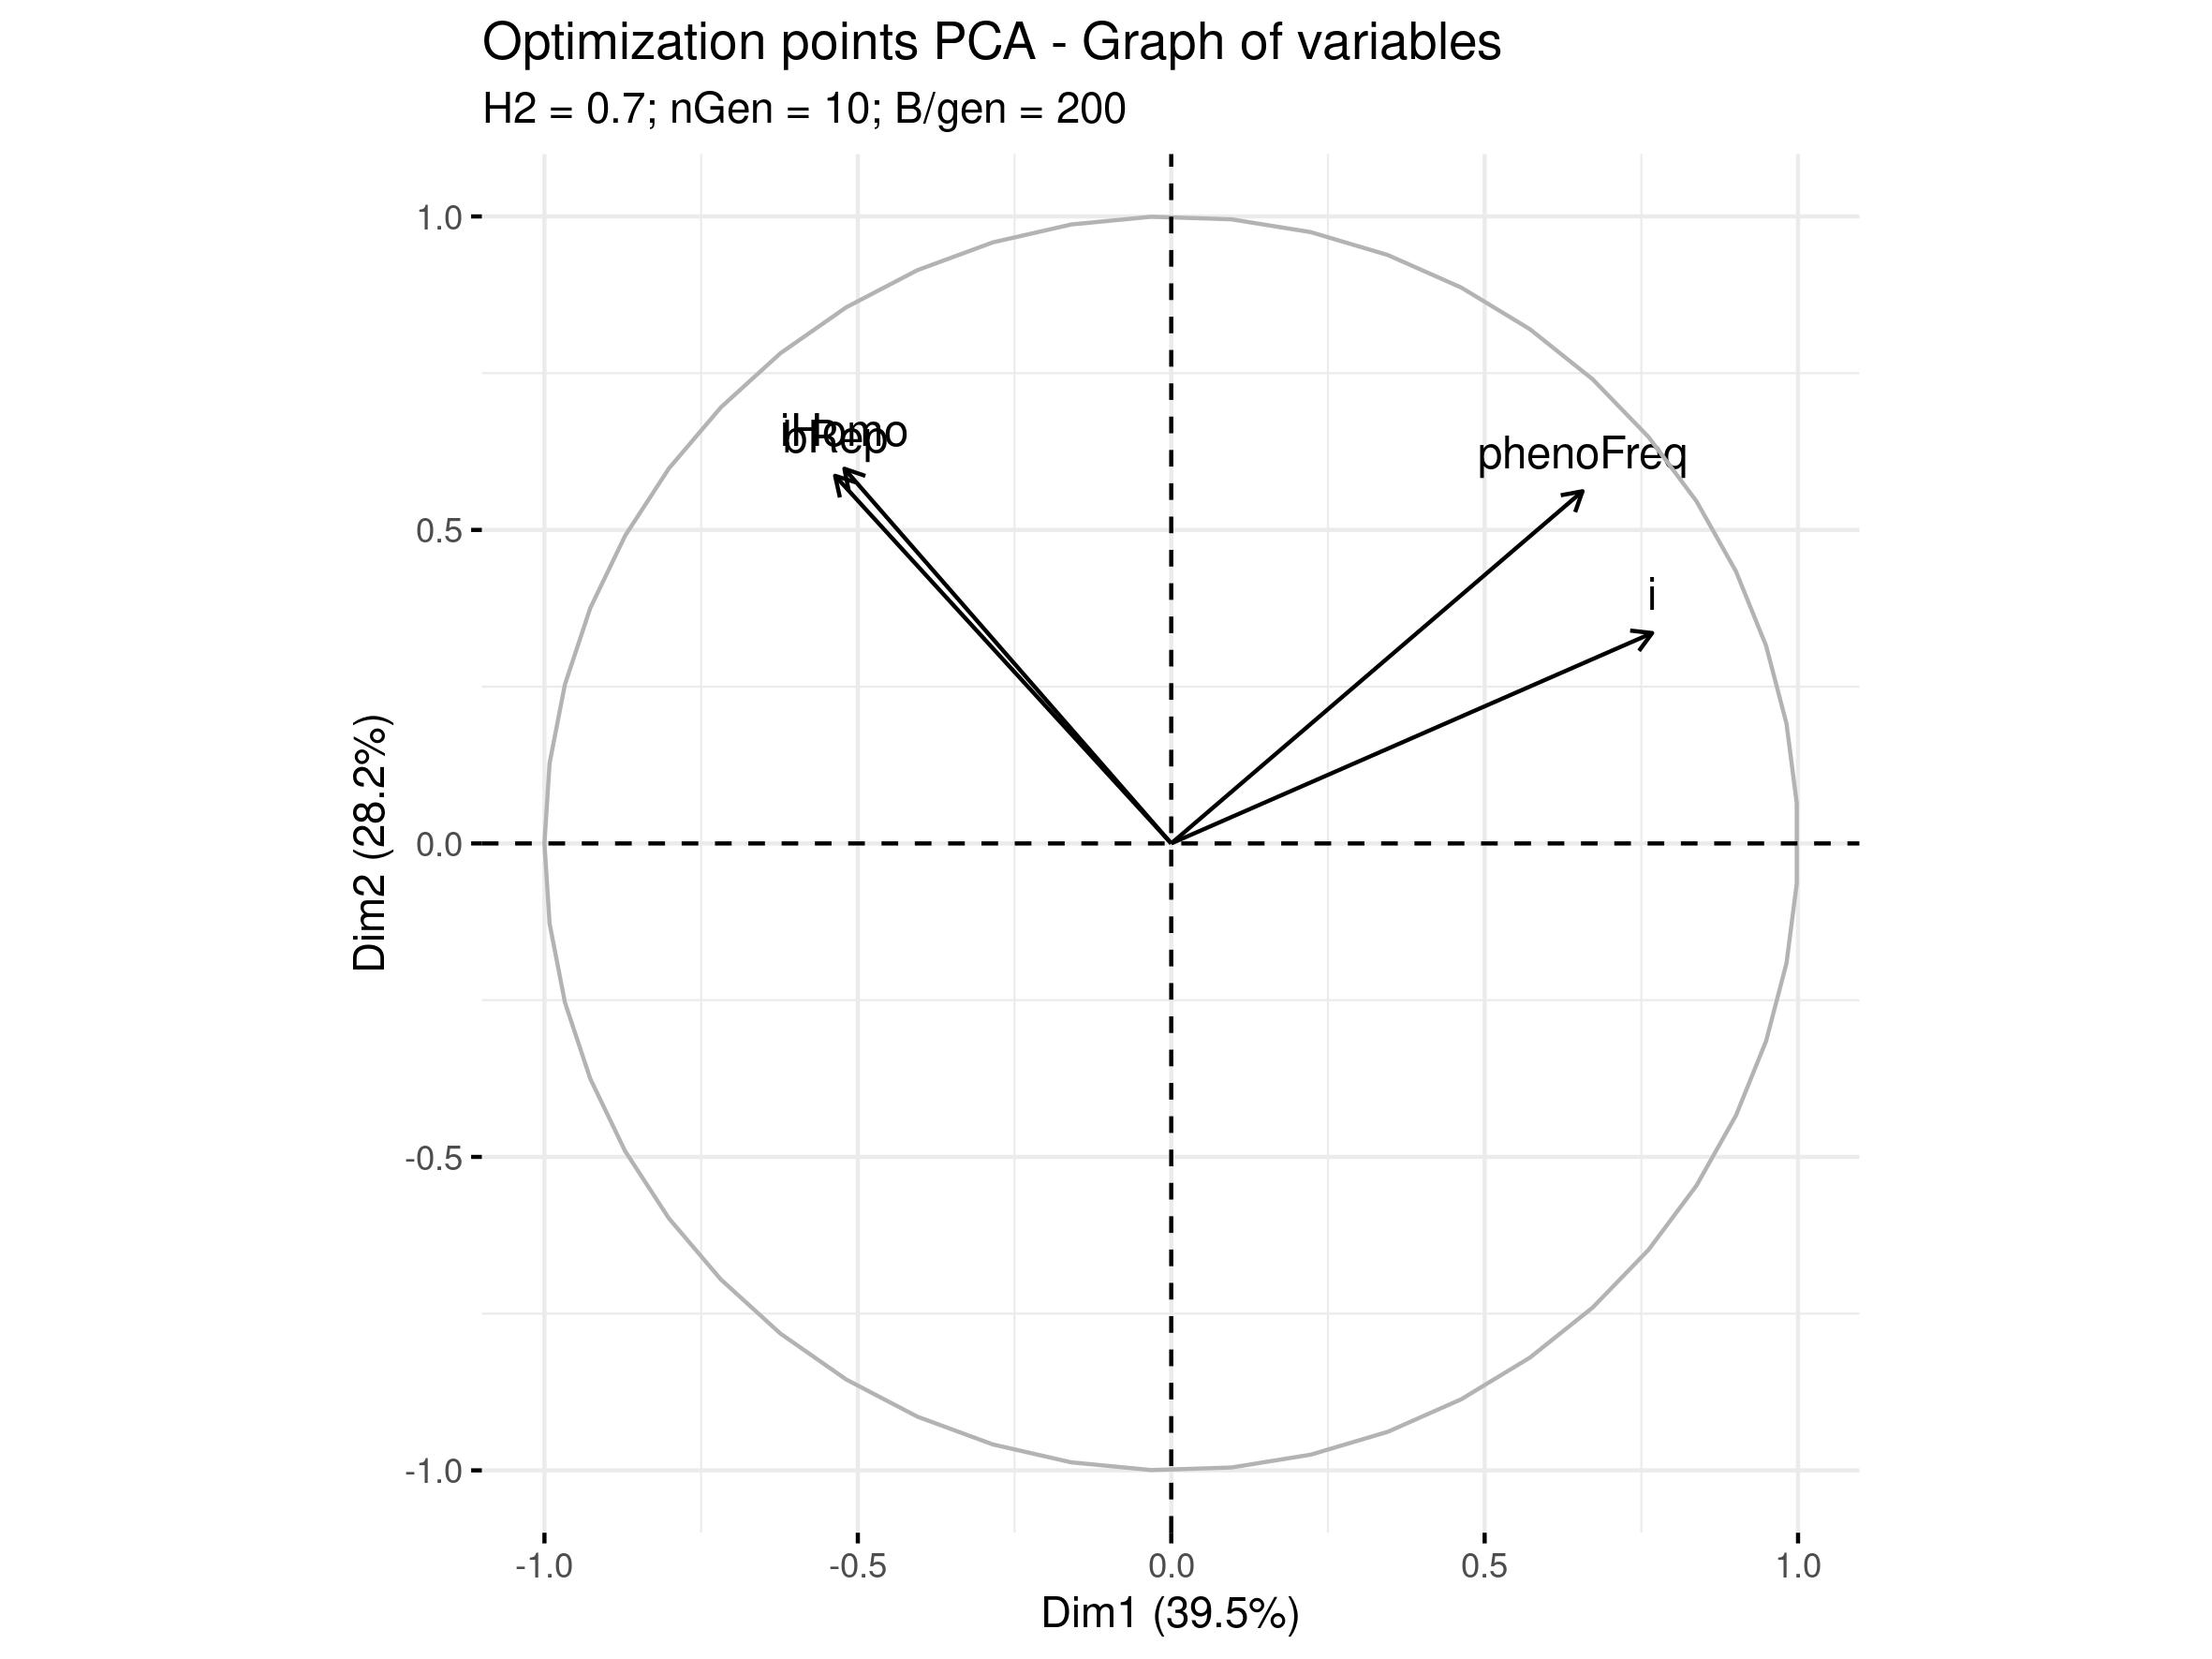 Optimization points PCA - Graph of variables
H2 = 0.7; nGen = 10; B/gen = 200
1.0
0.5
0.0
-0.5
-1.0
Dim2 (28.2%)
iHomo
bRep
phenoFreq
i
-1.0
-0.5
0.0
0.5
1.0
Dim1 (39.5%)